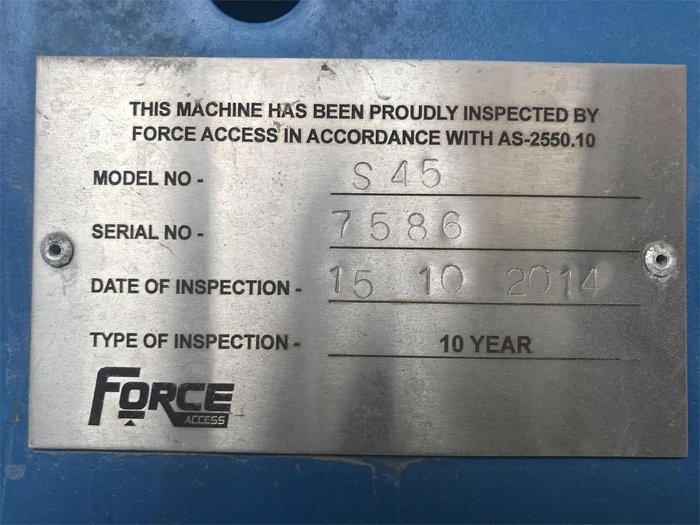 THIS MACHINE HAS BEEN PROUDLY INSPECTED BY
FORCE ACCESS IN ACCORDANCE WITH AS-2550.10
MODEL NO - S45
SERIAL NO - 7586
DATE OF INSPECTION - 15 10 2014
TYPE OF INSPECTION - 10 YEAR
FORCE
ACCESS